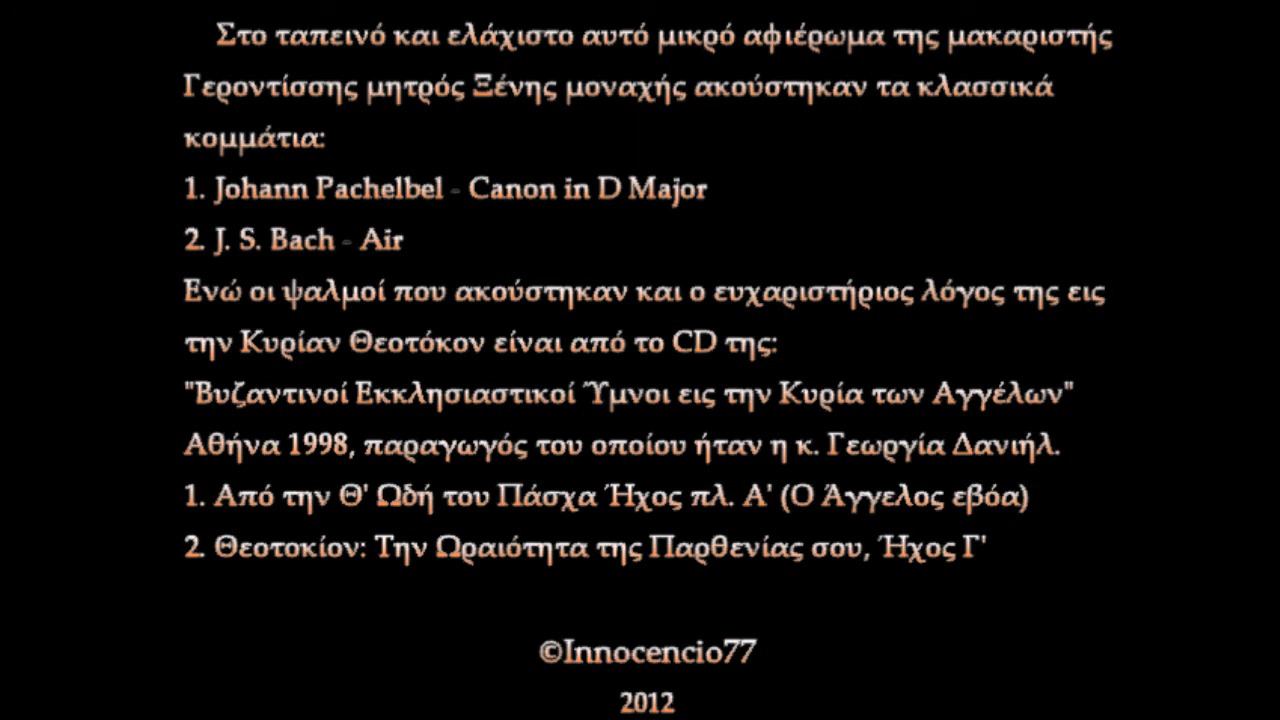 Στο ταπεινό και ελάχιστο αυτό μικρό αφιέρωμα της μακαριστής
Γεροντίσσης μητρός Ξένης μοναχής ακούστηκαν τα κλασσικά
κομμάτια:
1. Johann Pachelbel - Canon in D Major
2. J. S. Bach - Air
Ενώ οι ψαλμοί που ακούστηκαν και ο ευχαριστήριος λόγος της εις
την Κυρίαν Θεοτόκον είναι από το CD της:
"Βυζαντινοί Εκκλησιαστικοί Ύμνοι εις την Κυρία των Αγγέλων"
Αθήνα 1998, παραγωγός του οποίου ήταν η κ. Γεωργία Δανιήλ.
1. Από την Θ' Ωδή του Πάσχα Ήχος πλ. Α' (Ο Άγγελος εβόα)
2. Θεοτοκίον: Την Ωραιότητα της Παρθενίας σου, Ήχος Γ'
©Innocencio77
2012